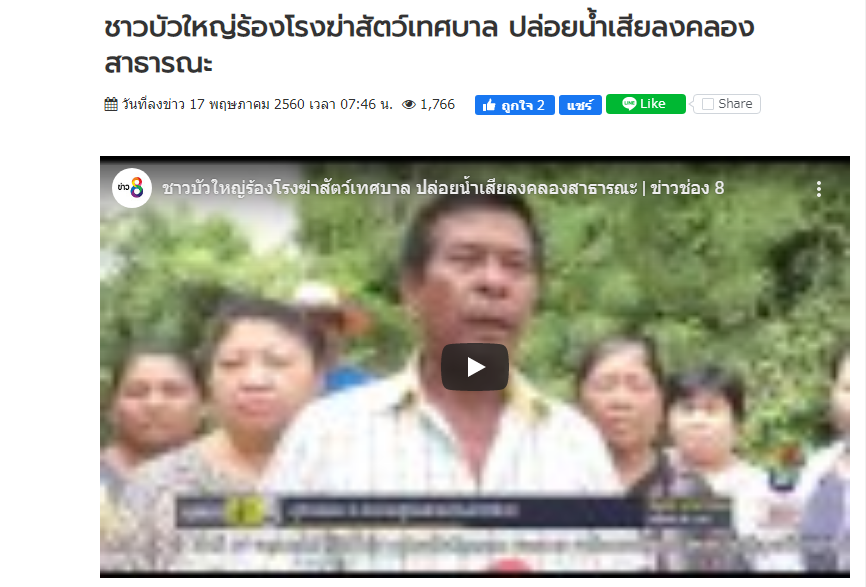 ชาวบัวใหญ่ร้องโรงฆ่าสัตว์เทศบาล ปล่อยน้ำเสียลงคลอง
สาธารณะ
วันที่ลงข่าว 17 พฤษภาคม 2560 เวลา 07:46 น. 1,766 ถูกใจ 2 แชร์ LINE Like Share
ข่าว 8 ชาวบัวใหญ่ร้องโรงฆ่าสัตว์เทศบาล ปล่อยน้ำเสียลงคลองสาธารณะ | ข่าวช่อง 8